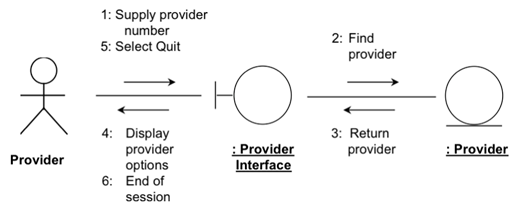 1: Supply provider
number
5: Select Quit
2: Find
provider
4: Display
provider
options
6: End of
session
3: Return
provider
Provider
: Provider
Interface
: Provider